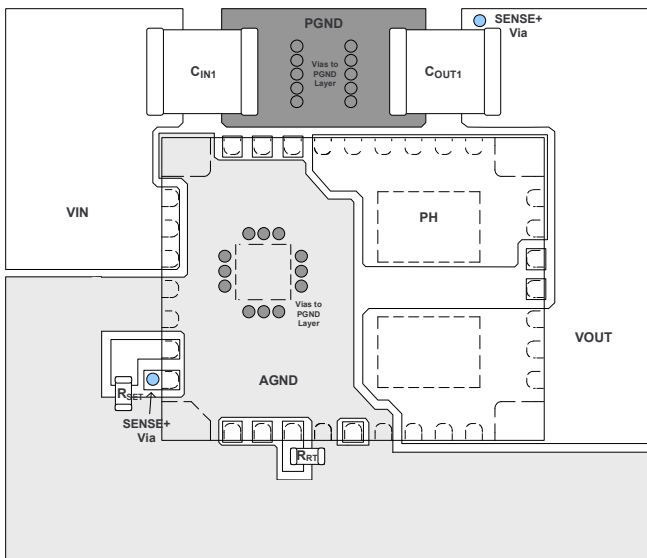 PGND
SENSE+
Via
CIN1
Vias to
PGND
Layer
COUT1
VIN
PH
Vias to
PGND
Layer
VOUT
AGND
RSET
SENSE+
Via
RRT